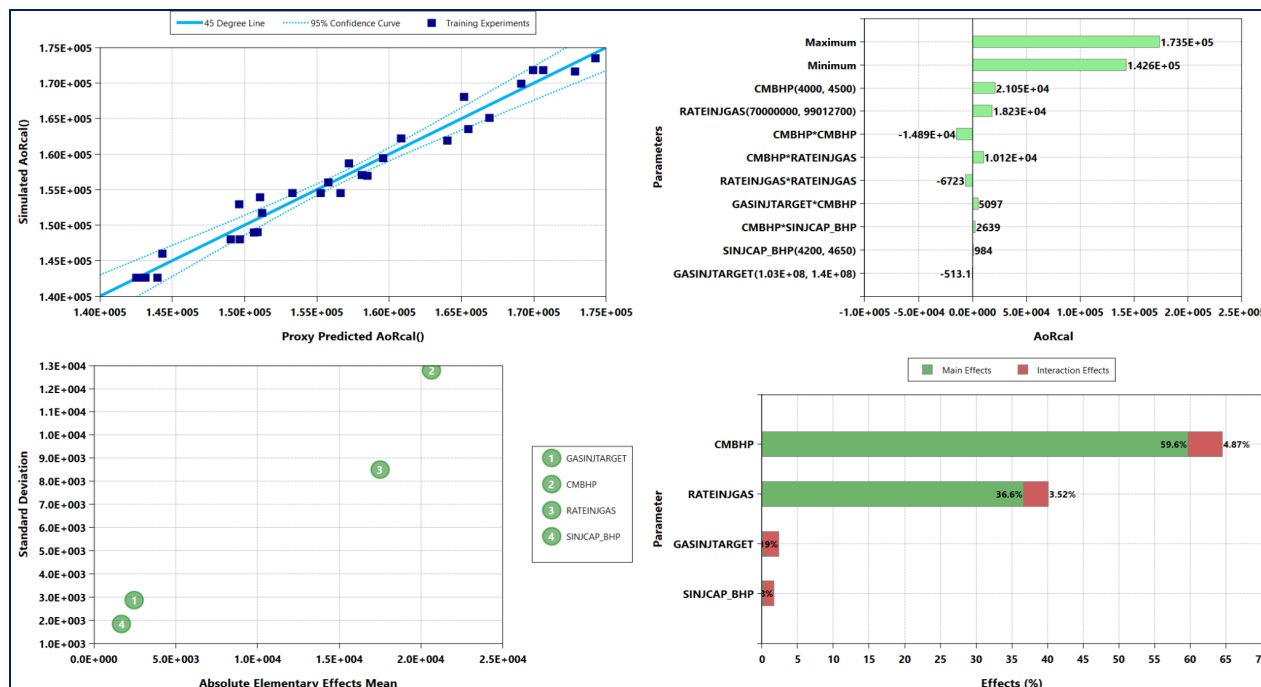 45 Degree Line 95% Confidence Curve Training Experiments
Simulated AoRcal()
1.75E+005
1.70E+005
1.65E+005
1.60E+005
1.55E+005
1.50E+005
1.45E+005
1.40E+005
1.40E+005 1.45E+005 1.50E+005 1.55E+005 1.60E+005 1.65E+005 1.70E+005 1.75E+005
Proxy Predicted AoRcal()
Parameters
Maximum 1.735E+05
Minimum 1.426E+05
CMBHP(4000, 4500) 2.105E+04
RATEINJGAS(70000000, 99012700) 1.823E+04
CMBHP*CMBHP -1.489E+04
CMBHP*RATEINJGAS 1.012E+04
RATEINJGAS*RATEINJGAS -6723
GASINJTARGET*CMBHP 5097
CMBHP*SINJCAP_BHP 2639
SINJCAP_BHP(4200, 4650) 984
GASINJTARGET(1.03E+08, 1.4E+08) -513.1
-1.0E+005 -5.0E+004 0.0E+000 5.0E+004 1.0E+005 1.5E+005 2.0E+005 2.5E+005
AoRcal
Standard Deviation
1.3E+004
1.2E+004
1.1E+004
1.0E+004
9.0E+003
8.0E+003
7.0E+003
6.0E+003
5.0E+003
4.0E+003
3.0E+003
2.0E+003
1.0E+003
2
3
1
4
0.0E+000 5.0E+003 1.0E+004 1.5E+004 2.0E+004 2.5E+004
Absolute Elementary Effects Mean
1 GASINJTARGET
2 CMBHP
3 RATEINJGAS
4 SINJCAP_BHP
Main Effects Interaction Effects
Parameter
CMBHP 59.6% 4.87%
RATEINJGAS 36.6% 3.52%
GASINJTARGET
SINJCAP_BHP
0 5 10 15 20 25 30 35 40 45 50 55 60 65
Effects (%)